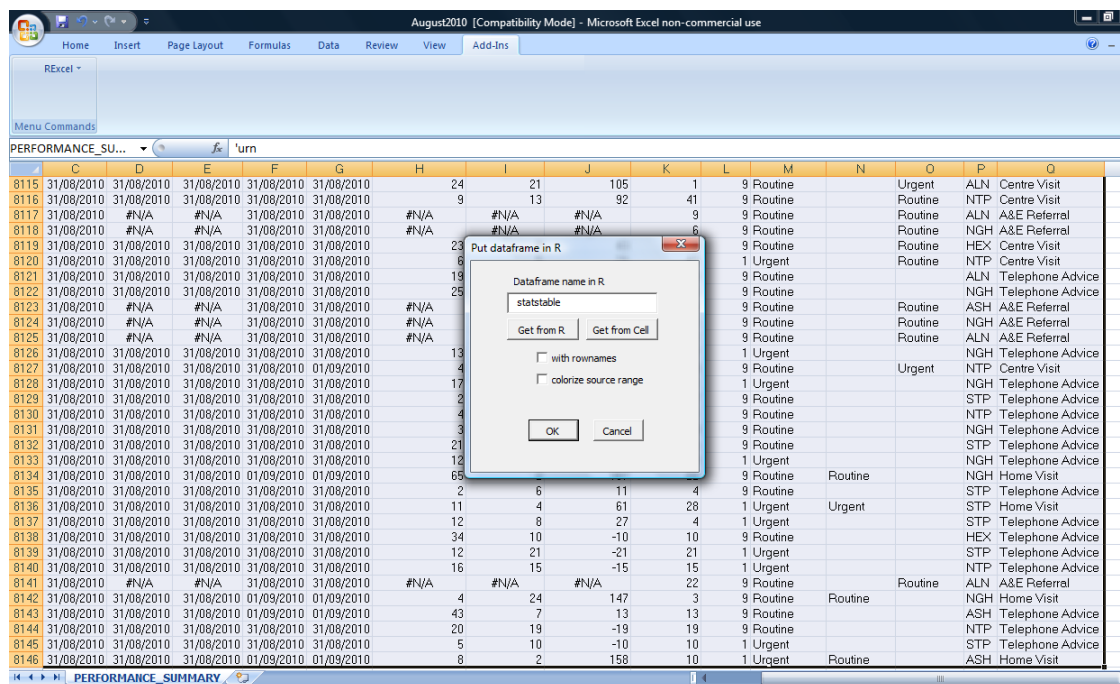 August2010 [Compatibility Mode] - Microsoft Excel non-commercial use
Home Insert Page Layout Formulas Data Review View Add-Ins
RExcel
Menu Commands
PERFORMANCE_SU... fx 'urn
C D E F G H I J K L M N O P Q
8115 31/08/2010 31/08/2010 31/08/2010 31/08/2010 31/08/2010 24 21 105 1 9 Routine Urgent ALN Centre Visit
8116 31/08/2010 31/08/2010 31/08/2010 31/08/2010 31/08/2010 9 13 92 41 9 Routine Routine NTP Centre Visit
8117 31/08/2010 #N/A #N/A 31/08/2010 31/08/2010 #N/A #N/A #N/A 9 9 Routine Routine ALN A&E Referral
8118 31/08/2010 #N/A #N/A 31/08/2010 31/08/2010 #N/A #N/A #N/A 6 9 Routine Routine NGH A&E Referral
8119 31/08/2010 31/08/2010 31/08/2010 31/08/2010 31/08/2010 23 9 Routine Routine HEX Centre Visit
8120 31/08/2010 31/08/2010 31/08/2010 31/08/2010 31/08/2010 6 1 Urgent Routine NTP Centre Visit
8121 31/08/2010 31/08/2010 31/08/2010 31/08/2010 31/08/2010 19 9 Routine ALN Telephone Advice
8122 31/08/2010 31/08/2010 31/08/2010 31/08/2010 31/08/2010 25 9 Routine NGH Telephone Advice
8123 31/08/2010 #N/A #N/A 31/08/2010 31/08/2010 #N/A 9 Routine Routine ASH A&E Referral
8124 31/08/2010 #N/A #N/A 31/08/2010 31/08/2010 #N/A 9 Routine Routine NGH A&E Referral
8125 31/08/2010 #N/A #N/A 31/08/2010 31/08/2010 #N/A 9 Routine Routine ALN A&E Referral
8126 31/08/2010 31/08/2010 31/08/2010 31/08/2010 31/08/2010 13 1 Urgent NGH Telephone Advice
8127 31/08/2010 31/08/2010 31/08/2010 31/08/2010 01/09/2010 4 9 Routine Urgent NTP Centre Visit
8128 31/08/2010 31/08/2010 31/08/2010 31/08/2010 31/08/2010 17 1 Urgent NGH Telephone Advice
8129 31/08/2010 31/08/2010 31/08/2010 31/08/2010 31/08/2010 2 9 Routine STP Telephone Advice
8130 31/08/2010 31/08/2010 31/08/2010 31/08/2010 31/08/2010 4 9 Routine NTP Telephone Advice
8131 31/08/2010 31/08/2010 31/08/2010 31/08/2010 31/08/2010 3 9 Routine NGH Telephone Advice
8132 31/08/2010 31/08/2010 31/08/2010 31/08/2010 31/08/2010 21 9 Routine STP Telephone Advice
8133 31/08/2010 31/08/2010 31/08/2010 31/08/2010 31/08/2010 12 1 Urgent NGH Telephone Advice
8134 31/08/2010 31/08/2010 31/08/2010 01/09/2010 01/09/2010 65 9 Routine Routine NGH Home Visit
8135 31/08/2010 31/08/2010 31/08/2010 31/08/2010 31/08/2010 2 6 11 4 9 Routine STP Telephone Advice
8136 31/08/2010 31/08/2010 31/08/2010 31/08/2010 31/08/2010 11 4 61 28 1 Urgent Urgent STP Home Visit
8137 31/08/2010 31/08/2010 31/08/2010 31/08/2010 31/08/2010 12 8 27 4 1 Urgent STP Telephone Advice
8138 31/08/2010 31/08/2010 31/08/2010 31/08/2010 31/08/2010 34 10 -10 10 9 Routine HEX Telephone Advice
8139 31/08/2010 31/08/2010 31/08/2010 31/08/2010 31/08/2010 12 21 -21 21 1 Urgent STP Telephone Advice
8140 31/08/2010 31/08/2010 31/08/2010 31/08/2010 31/08/2010 16 15 -15 15 1 Urgent NTP Telephone Advice
8141 31/08/2010 #N/A #N/A 31/08/2010 31/08/2010 #N/A #N/A #N/A 22 9 Routine Routine ALN A&E Referral
8142 31/08/2010 31/08/2010 31/08/2010 01/09/2010 01/09/2010 4 24 147 3 9 Routine Routine NGH Home Visit
8143 31/08/2010 31/08/2010 31/08/2010 31/08/2010 31/08/2010 43 7 13 13 9 Routine ASH Telephone Advice
8144 31/08/2010 31/08/2010 31/08/2010 31/08/2010 31/08/2010 20 19 -19 19 9 Routine NTP Telephone Advice
8145 31/08/2010 31/08/2010 31/08/2010 31/08/2010 31/08/2010 5 10 -10 10 1 Urgent STP Telephone Advice
8146 31/08/2010 31/08/2010 31/08/2010 01/09/2010 01/09/2010 8 2 158 10 1 Urgent Routine ASH Home Visit
Put dataframe in R
Dataframe name in R
statstable
Get from R Get from Cell
with rownames
colorize source range
OK Cancel
PERFORMANCE_SUMMARY